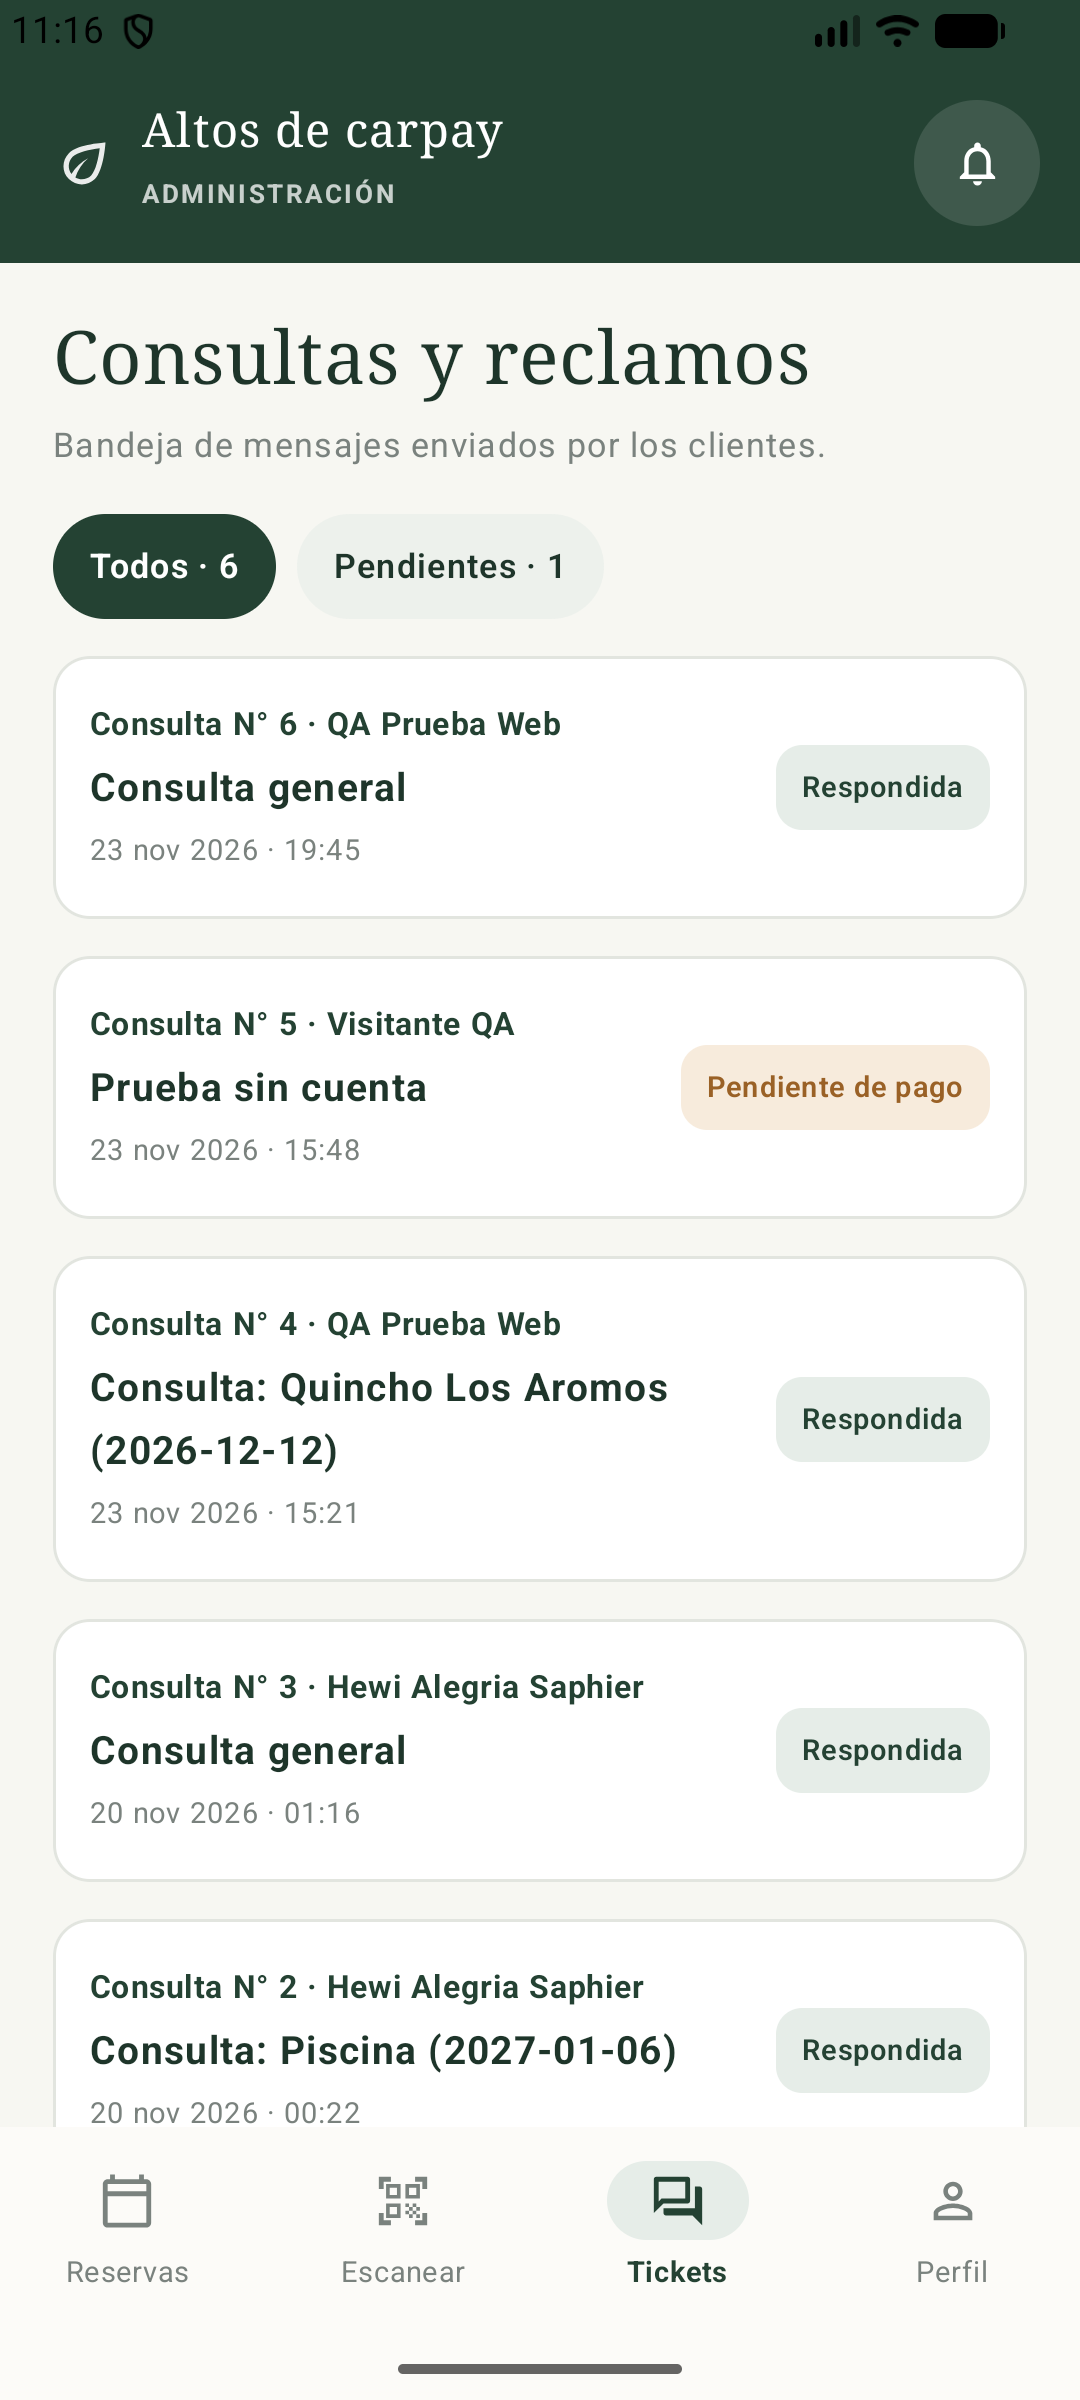 11:16
Altos de carpay
ADMINISTRACIÓN
Consultas y reclamos
Bandeja de mensajes enviados por los clientes.
Todos · 6
Pendientes · 1
Consulta N° 6 · QA Prueba Web
Consulta general
Respondida
23 nov 2026 · 19:45
Consulta N° 5 · Visitante QA
Prueba sin cuenta
Pendiente de pago
23 nov 2026 · 15:48
Consulta N° 4 · QA Prueba Web
Consulta: Quincho Los Aromos
(2026-12-12)
Respondida
23 nov 2026 · 15:21
Consulta N° 3 · Hewi Alegria Saphier
Consulta general
Respondida
20 nov 2026 · 01:16
Consulta N° 2 · Hewi Alegria Saphier
Consulta: Piscina (2027-01-06)
Respondida
20 nov 2026 · 00:22
Reservas
Escanear
Tickets
Perfil